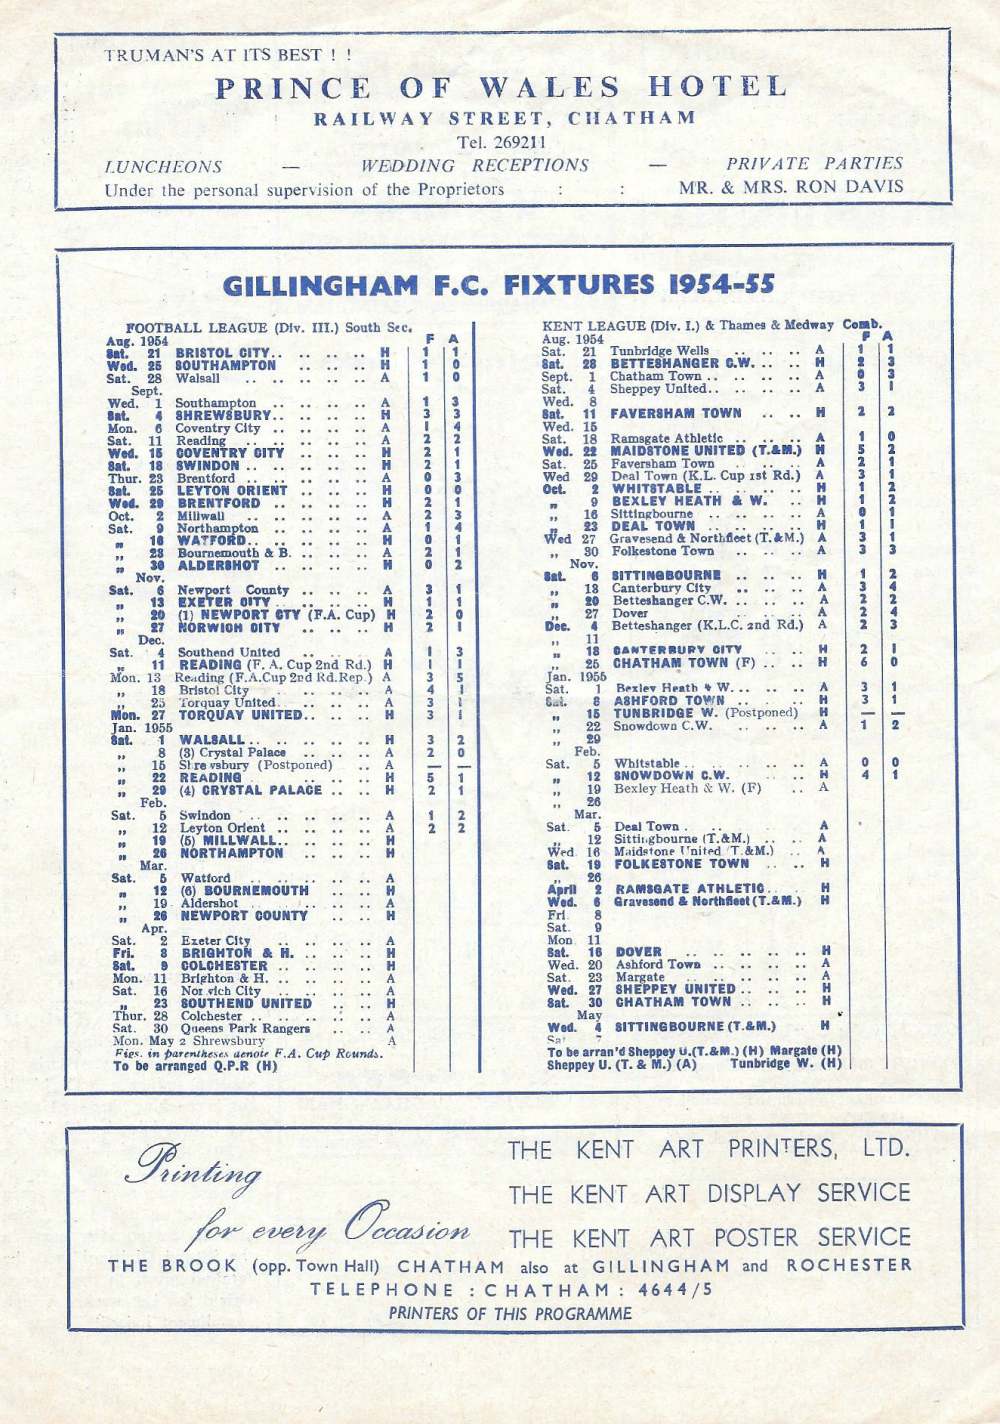 TRUMAN'S AT ITS BEST ! !
PRINCE OF WALES HOTEL
RAILWAY STREET, CHATHAM
Tel. 269211
LUNCHEONS — WEDDING RECEPTIONS — PRIVATE PARTIES
Under the personal supervision of the Proprietors : : MR. & MRS. RON DAVIS
GILLINGHAM F.C. FIXTURES 1954-55
FOOTBALL LEAGUE (Div. III.) South Sec.
Aug. 1954 F A
Sat. 21 BRISTOL CITY.. .. .. .. H 1 1
Wed. 25 SOUTHAMPTON .. .. .. H 1 0
Sat. 28 Walsall .. .. .. .. .. A 1 0
Sept.
Wed. 1 Southampton .. .. .. .. A 1 3
Sat. 4 SHREWSBURY.. .. .. .. H 3 3
Mon. 6 Coventry City .. .. .. .. A 1 4
Sat. 11 Reading .. .. .. .. .. A 2 2
Wed. 15 COVENTRY CITY .. .. .. H 2 1
Sat. 18 SWINDON .. .. .. .. .. H 2 1
Thur. 23 Brentford .. .. .. .. .. A 0 3
Sat. 25 LEYTON ORIENT .. .. .. H 0 0
Wed. 29 BRENTFORD .. .. .. .. H 2 1
Oct. 2 Millwall .. .. .. .. .. A 2 3
Sat. 9 Northampton .. .. .. .. A 1 4
„ 16 WATFORD.. .. .. .. .. H 0 1
„ 23 Bournemouth & B. .. .. .. A 2 1
„ 30 ALDERSHOT .. .. .. .. H 0 2
Nov.
Sat. 6 Newport County .. .. .. A 3 1
„ 13 EXETER CITY .. .. .. .. H 1 1
„ 20 (1) NEWPORT CTY (F.A. Cup) H 2 0
„ 27 NORWICH CITY .. .. .. H 2 1
Dec.
Sat. 4 Southend United .. .. .. A 1 3
„ 11 READING (F. A. Cup 2nd Rd.) H 1 1
Mon. 13 Reading (F.A.Cup 2nd Rd.Rep.) A 3 5
„ 18 Bristol City .. .. .. .. A 4 1
„ 25 Torquay United.. .. .. .. A 3 1
Mon. 27 TORQUAY UNITED.. .. .. H 3 1
Jan. 1955
Sat. 1 WALSALL .. .. .. .. .. H 3 2
„ 8 (3) Crystal Palace .. .. .. A 2 0
„ 15 Shrewsbury (Postponed) .. A — —
„ 22 READING .. .. .. .. H 5 1
„ 29 (4) CRYSTAL PALACE .. .. H 2 1
Feb.
Sat. 5 Swindon .. .. .. .. .. A 1 2
„ 12 Leyton Orient .. .. .. .. A 2 2
„ 19 (5) MILLWALL.. .. .. .. H
„ 26 NORTHAMPTON .. .. .. H
Mar.
Sat. 5 Watford .. .. .. .. .. A
„ 12 (6) BOURNEMOUTH .. .. H
„ 19 Aldershot .. .. .. .. A
„ 26 NEWPORT COUNTY .. .. H
Apr.
Sat. 2 Exeter City .. .. .. .. A
Fri. 8 BRIGHTON & H. .. .. .. H
Sat. 9 COLCHESTER .. .. .. .. H
Mon. 11 Brighton & H. .. .. .. .. A
Sat. 16 Norwich City .. .. .. .. A
„ 23 SOUTHEND UNITED .. .. H
Thur. 28 Colchester .. .. .. .. .. A
Sat. 30 Queens Park Rangers .. .. A
Mon. May 2 Shrewsbury A
Figs. in parentheses denote F.A. Cup Rounds.
To be arranged Q.P.R (H)
KENT LEAGUE (Div. I.) & Thames & Medway Comb.
Aug. 1954 F A
Sat. 21 Tunbridge Wells .. .. .. A 1 1
Sat. 28 BETTESHANGER C.W. .. .. H 2 3
Sept. 1 Chatham Town .. .. .. .. A 0 3
Sat. 4 Sheppey United.. .. .. .. A 3 1
Wed. 8
Sat. 11 FAVERSHAM TOWN .. .. H 2 2
Wed. 15
Sat. 18 Ramsgate Athletic .. .. .. A 1 0
Wed. 22 MAIDSTONE UNITED (T.&M.) H 5 2
Sat. 25 Faversham Town .. .. .. A 2 1
Wed 29 Deal Town (K.L. Cup 1st Rd.) A 3 1
Oct. 2 WHITSTABLE .. .. .. .. H 1 2
„ 9 BEXLEY HEATH & W. .. H 1 2
„ 16 Sittingbourne .. .. .. .. A 0 1
„ 23 DEAL TOWN .. .. .. .. H 1 1
Wed 27 Gravesend & Northfleet (T.&M.) A 3 1
„ 30 Folkestone Town .. .. .. A 3 3
Nov.
Sat. 6 SITTINGBOURNE .. .. .. H 1 2
„ 13 Canterbury City .. .. .. A 3 4
„ 20 Betteshanger C.W. .. .. .. A 2 2
„ 27 Dover .. .. .. .. .. A 2 4
Dec. 4 Betteshanger (K.L.C. 2nd Rd.) A 2 3
„ 11
„ 18 CANTERBURY CITY .. .. H 2 1
„ 25 CHATHAM TOWN (F) .. .. H 6 0
Jan. 1955
Sat. 1 Bexley Heath & W... .. .. A 3 1
Sat. 8 ASHFORD TOWN .. .. .. H 3 1
„ 15 TUNBRIDGE W. (Postponed) H — —
„ 22 Snowdown C.W. .. .. .. A 1 2
„ 29
Feb.
Sat. 5 Whitstable .. .. .. .. .. A 0 0
„ 12 SNOWDOWN C.W. .. .. H 4 1
„ 19 Bexley Heath & W. (F) .. A
„ 26
Mar.
Sat. 5 Deal Town . .. .. .. A
„ 12 Sittingbourne (T.&M.) .. .. A
Wed. 16 Maidstone United (T.&M.) .. A
Sat. 19 FOLKESTONE TOWN .. .. H
„ 26
April 2 RAMSGATE ATHLETIC.. .. H
Wed. 6 Gravesend & Northfleet (T.&M.) H
Fri. 8
Sat. 9
Mon. 11
Sat. 16 DOVER .. .. .. .. .. H
Wed. 20 Ashford Town .. .. .. .. A
Sat. 23 Margate .. .. .. .. .. A
Wed. 27 SHEPPEY UNITED .. .. .. H
Sat. 30 CHATHAM TOWN .. .. .. H
May
Wed. 4 SITTINGBOURNE (T.&M.) H
Sat 7
To be arran'd Sheppey U.(T.&M.) (H) Margate (H)
Sheppey U. (T. & M.) (A) Tunbridge W. (H)
Printing
for every Occasion
THE KENT ART PRINTERS, LTD.
THE KENT ART DISPLAY SERVICE
THE KENT ART POSTER SERVICE
THE BROOK (opp. Town Hall) CHATHAM also at GILLINGHAM and ROCHESTER
TELEPHONE : CHATHAM : 4644/5
PRINTERS OF THIS PROGRAMME